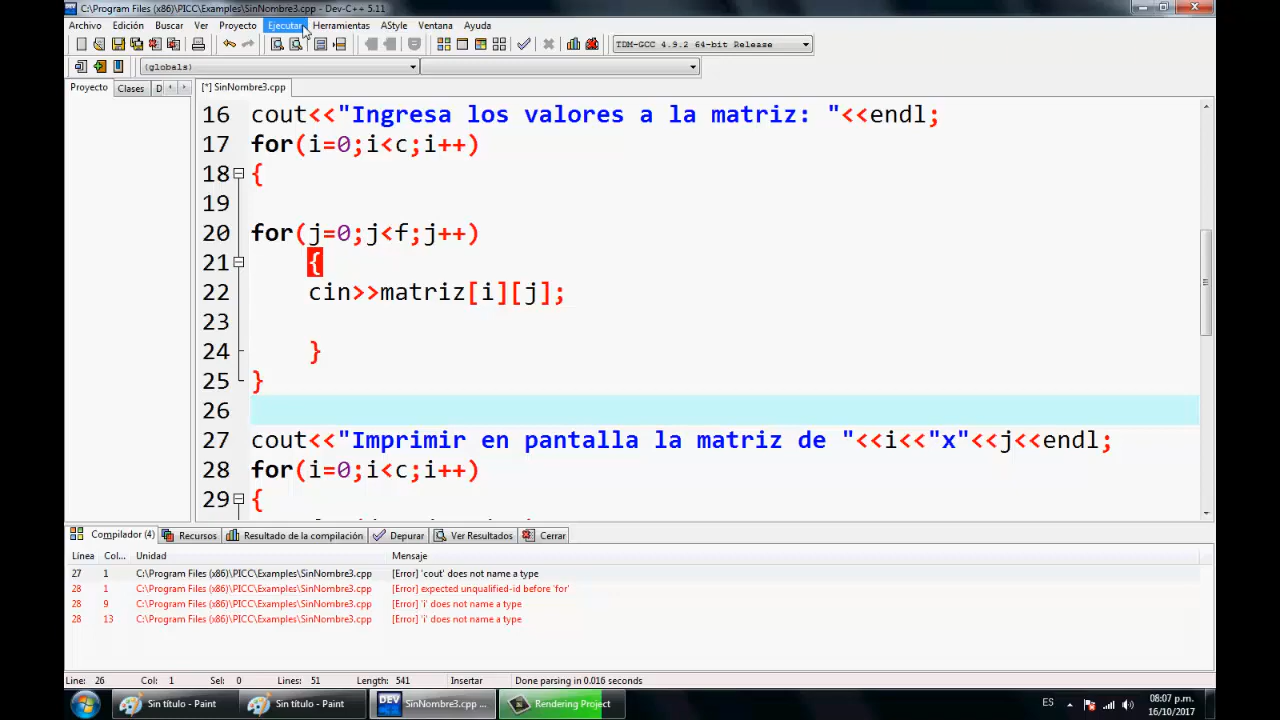 C:\Program Files (x86)\PICC\Examples\SinNombre3.cpp - Dev-C++ 5.11
Archivo Edición Buscar Ver Proyecto Ejecutar Herramientas AStyle Ventana Ayuda
TDM-GCC 4.9.2 64-bit Release
(globals)
Proyecto Clases D [*] SinNombre3.cpp
16 cout<<"Ingresa los valores a la matriz: "<<endl;
17 for(i=0;i<c;i++)
18 {
19
20 for(j=0;j<f;j++)
21 {
22 cin>>matriz[i][j];
23
24 }
25 }
26
27 cout<<"Imprimir en pantalla la matriz de "<<i<<"x"<<j<<endl;
28 for(i=0;i<c;i++)
29 {
Compilador (4) Recursos Resultado de la compilación Depurar Ver Resultados Cerrar
Línea Col... Unidad Mensaje
27 1 C:\Program Files (x86)\PICC\Examples\SinNombre3.cpp [Error] 'cout' does not name a type
28 1 C:\Program Files (x86)\PICC\Examples\SinNombre3.cpp [Error] expected unqualified-id before 'for'
28 9 C:\Program Files (x86)\PICC\Examples\SinNombre3.cpp [Error] 'i' does not name a type
28 13 C:\Program Files (x86)\PICC\Examples\SinNombre3.cpp [Error] 'i' does not name a type
Line: 26 Col: 1 Sel: 0 Lines: 51 Length: 541 Insertar Done parsing in 0.016 seconds
Sin título - Paint Sin título - Paint DEV SinNombre3.cpp ... Rendering Project ES 08:07 p.m.
16/10/2017